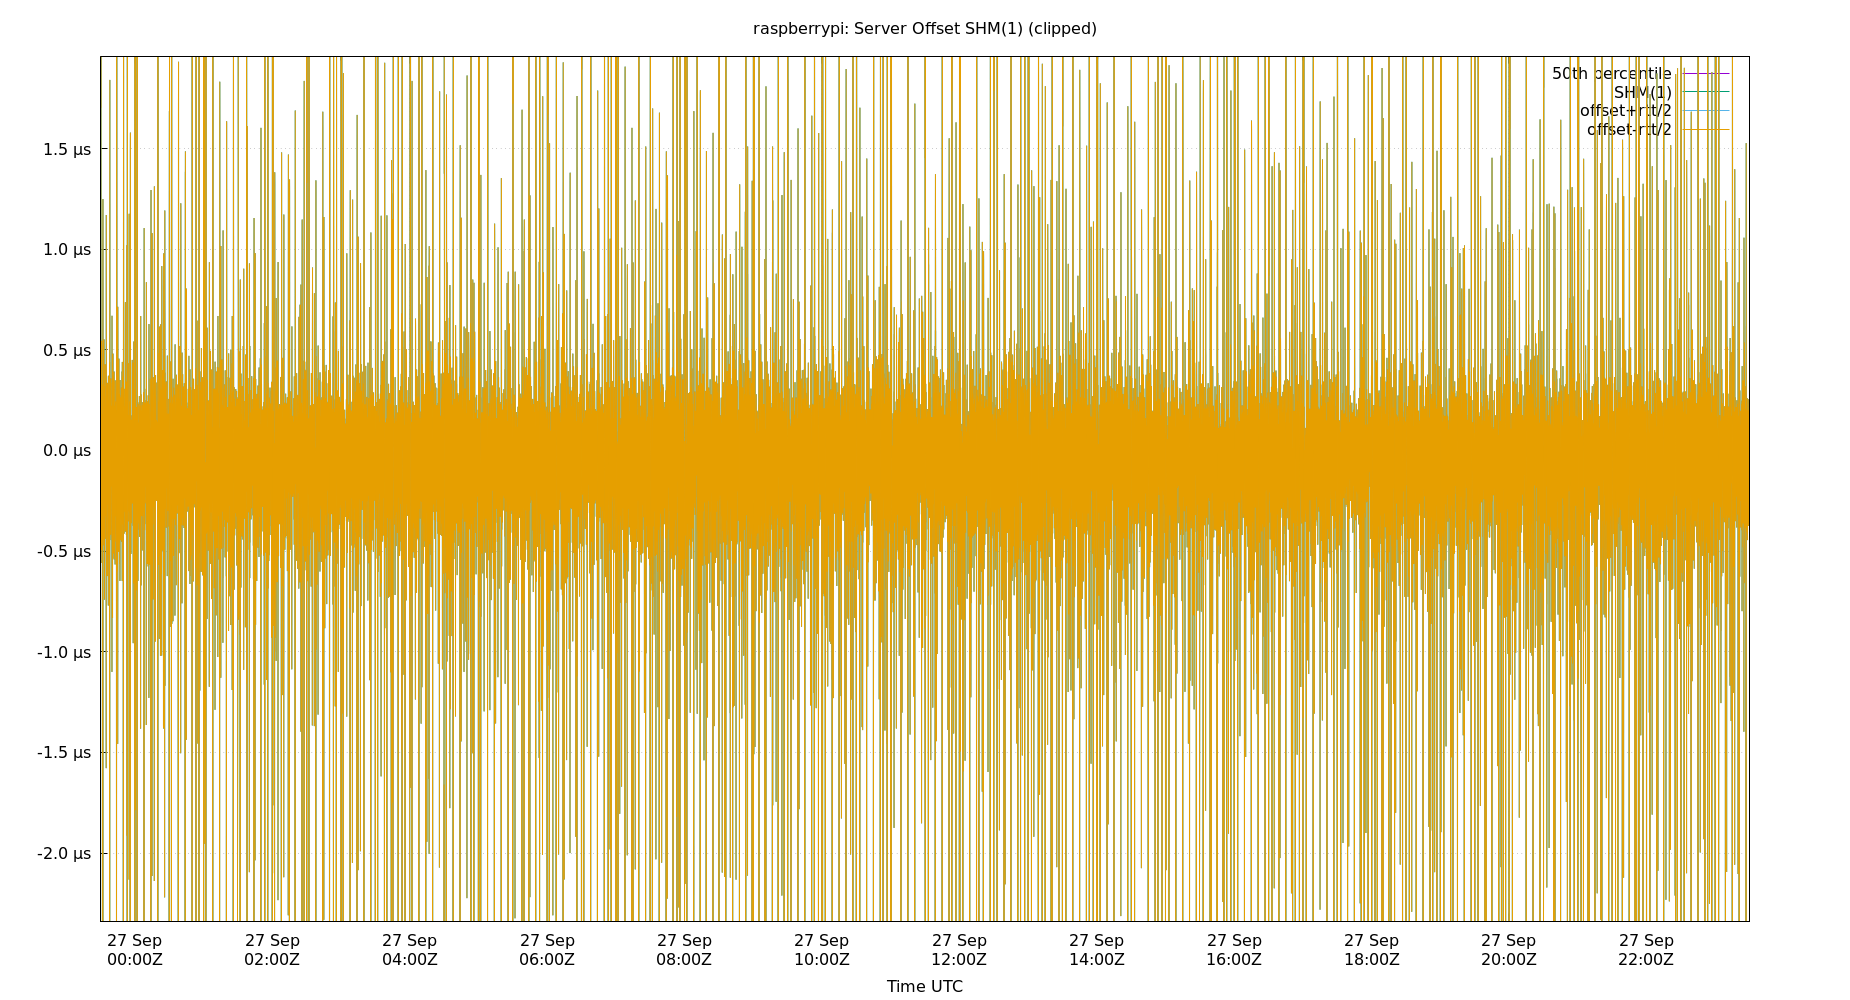 raspberrypi: Server Offset SHM(1) (clipped)
50th percentile
SHM(1)
offset+rtt/2
offset-rtt/2
1.5 µs
1.0 µs
0.5 µs
0.0 µs
-0.5 µs
-1.0 µs
-1.5 µs
-2.0 µs
27 Sep 27 Sep 27 Sep 27 Sep 27 Sep 27 Sep 27 Sep 27 Sep 27 Sep 27 Sep 27 Sep 27 Sep
00:00Z 02:00Z 04:00Z 06:00Z 08:00Z 10:00Z 12:00Z 14:00Z 16:00Z 18:00Z 20:00Z 22:00Z
Time UTC